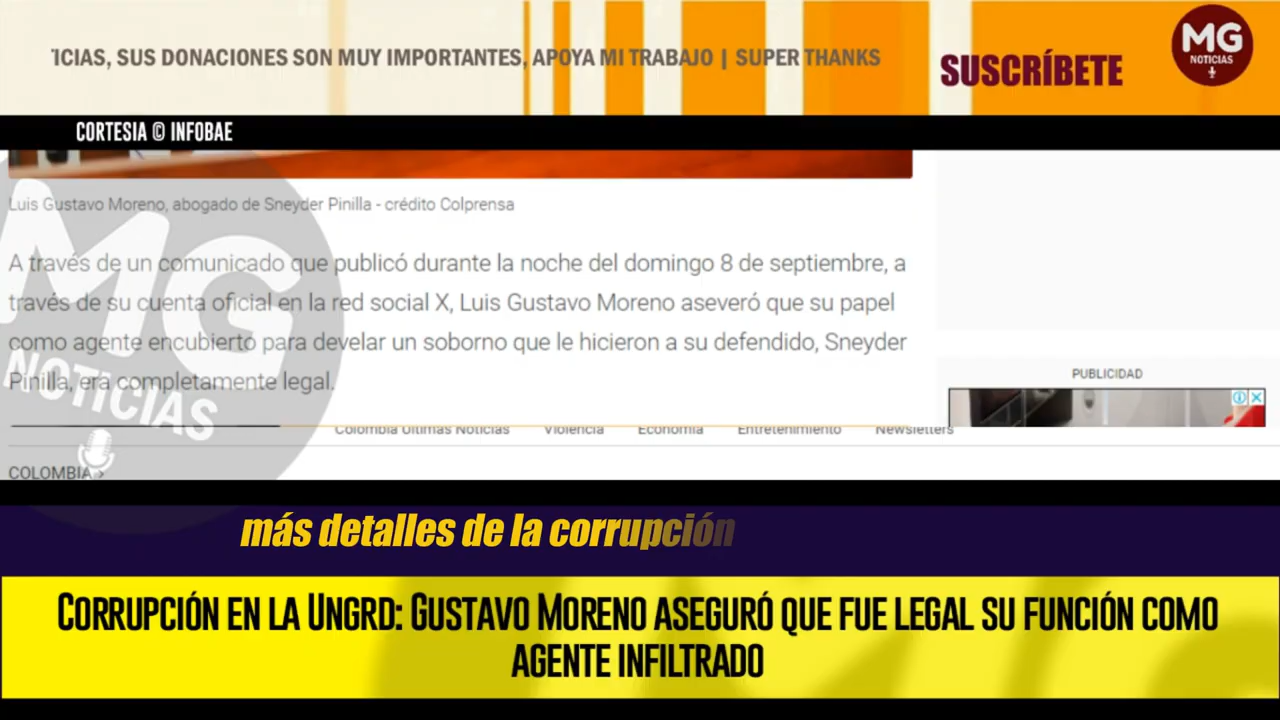 'ICIAS, SUS DONACIONES SON MUY IMPORTANTES, APOYA MI TRABAJO | SUPER THANKS
SUSCRÍBETE
MG
NOTICIAS
CORTESIA © INFOBAE
Luis Gustavo Moreno, abogado de Sneyder Pinilla - crédito Colprensa
A través de un comunicado que publicó durante la noche del domingo 8 de septiembre, a
través de su cuenta oficial en la red social X, Luis Gustavo Moreno aseveró que su papel
como agente encubierto para develar un soborno que le hicieron a su defendido, Sneyder
Pinilla, era completamente legal.
MG
NOTICIAS
PUBLICIDAD
Colombia Últimas Noticias Violencia Economía Entretenimiento Newsletters
COLOMBIA >
más detalles de la corrupción
CORRUPCIÓN EN LA UNGRD: GUSTAVO MORENO ASEGURÓ QUE FUE LEGAL SU FUNCIÓN COMO
AGENTE INFILTRADO